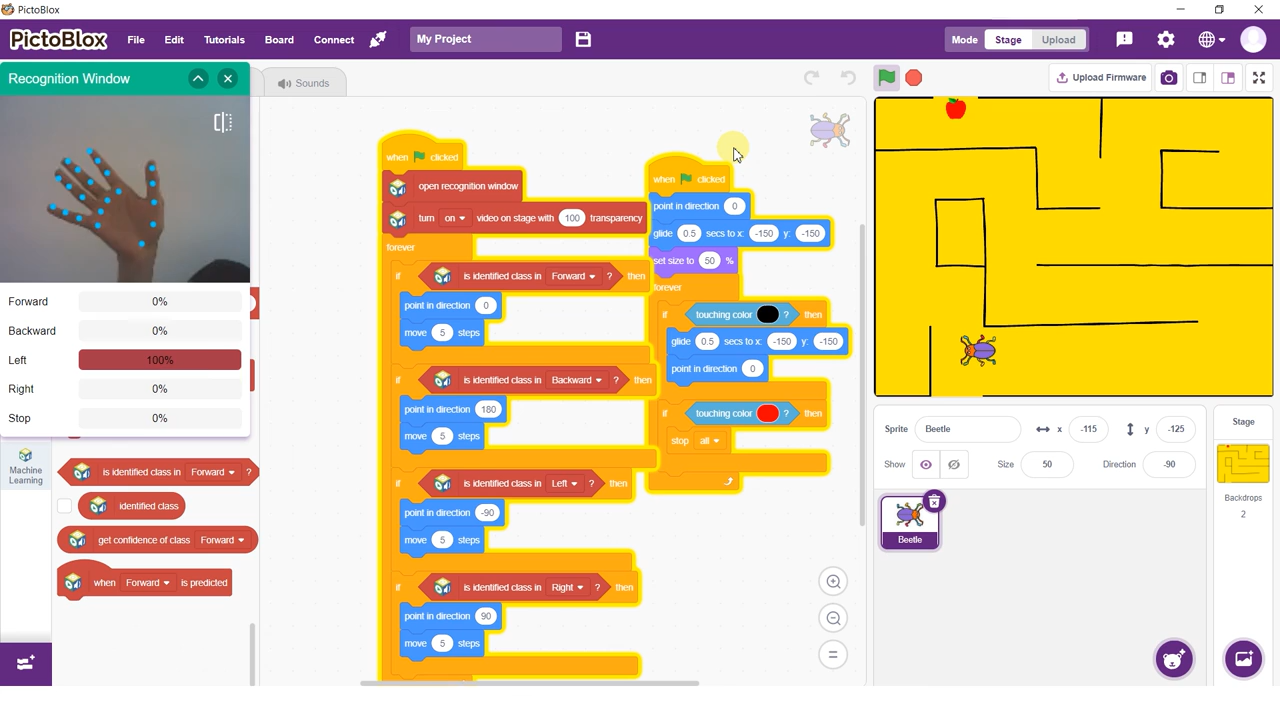 PictoBlox
PictoBlox File Edit Tutorials Board Connect My Project Mode Stage Upload
Recognition Window
Sounds
Upload Firmware
Forward 0%
Backward 0%
Left 100%
Right 0%
Stop 0%
Machine
Learning
is identified class in Forward ?
identified class
get confidence of class Forward
when Forward is predicted
when clicked
open recognition window
turn on video on stage with 100 transparency
forever
if is identified class in Forward ? then
point in direction 0
move 5 steps
if is identified class in Backward ? then
point in direction 180
move 5 steps
if is identified class in Left ? then
point in direction -90
move 5 steps
if is identified class in Right ? then
point in direction 90
move 5 steps
when clicked
point in direction 0
glide 0.5 secs to x: -150 y: -150
set size to 50 %
forever
if touching color ? then
glide 0.5 secs to x: -150 y: -150
point in direction 0
if touching color ? then
stop all
Sprite Beetle x -115 y -125
Show Size 50 Direction -90
Beetle
Stage
Backdrops
2